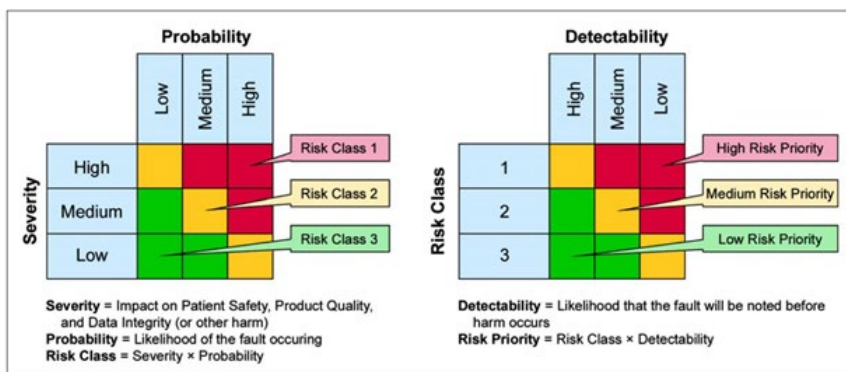 Probability
Low
Medium
High
Severity
High
Medium
Low
Risk Class 1
Risk Class 2
Risk Class 3
Severity = Impact on Patient Safety, Product Quality,
and Data Integrity (or other harm)
Probability = Likelihood of the fault occuring
Risk Class = Severity × Probability
Detectability
High
Medium
Low
Risk Class
1
2
3
High Risk Priority
Medium Risk Priority
Low Risk Priority
Detectability = Likelihood that the fault will be noted before
harm occurs
Risk Priority = Risk Class × Detectability